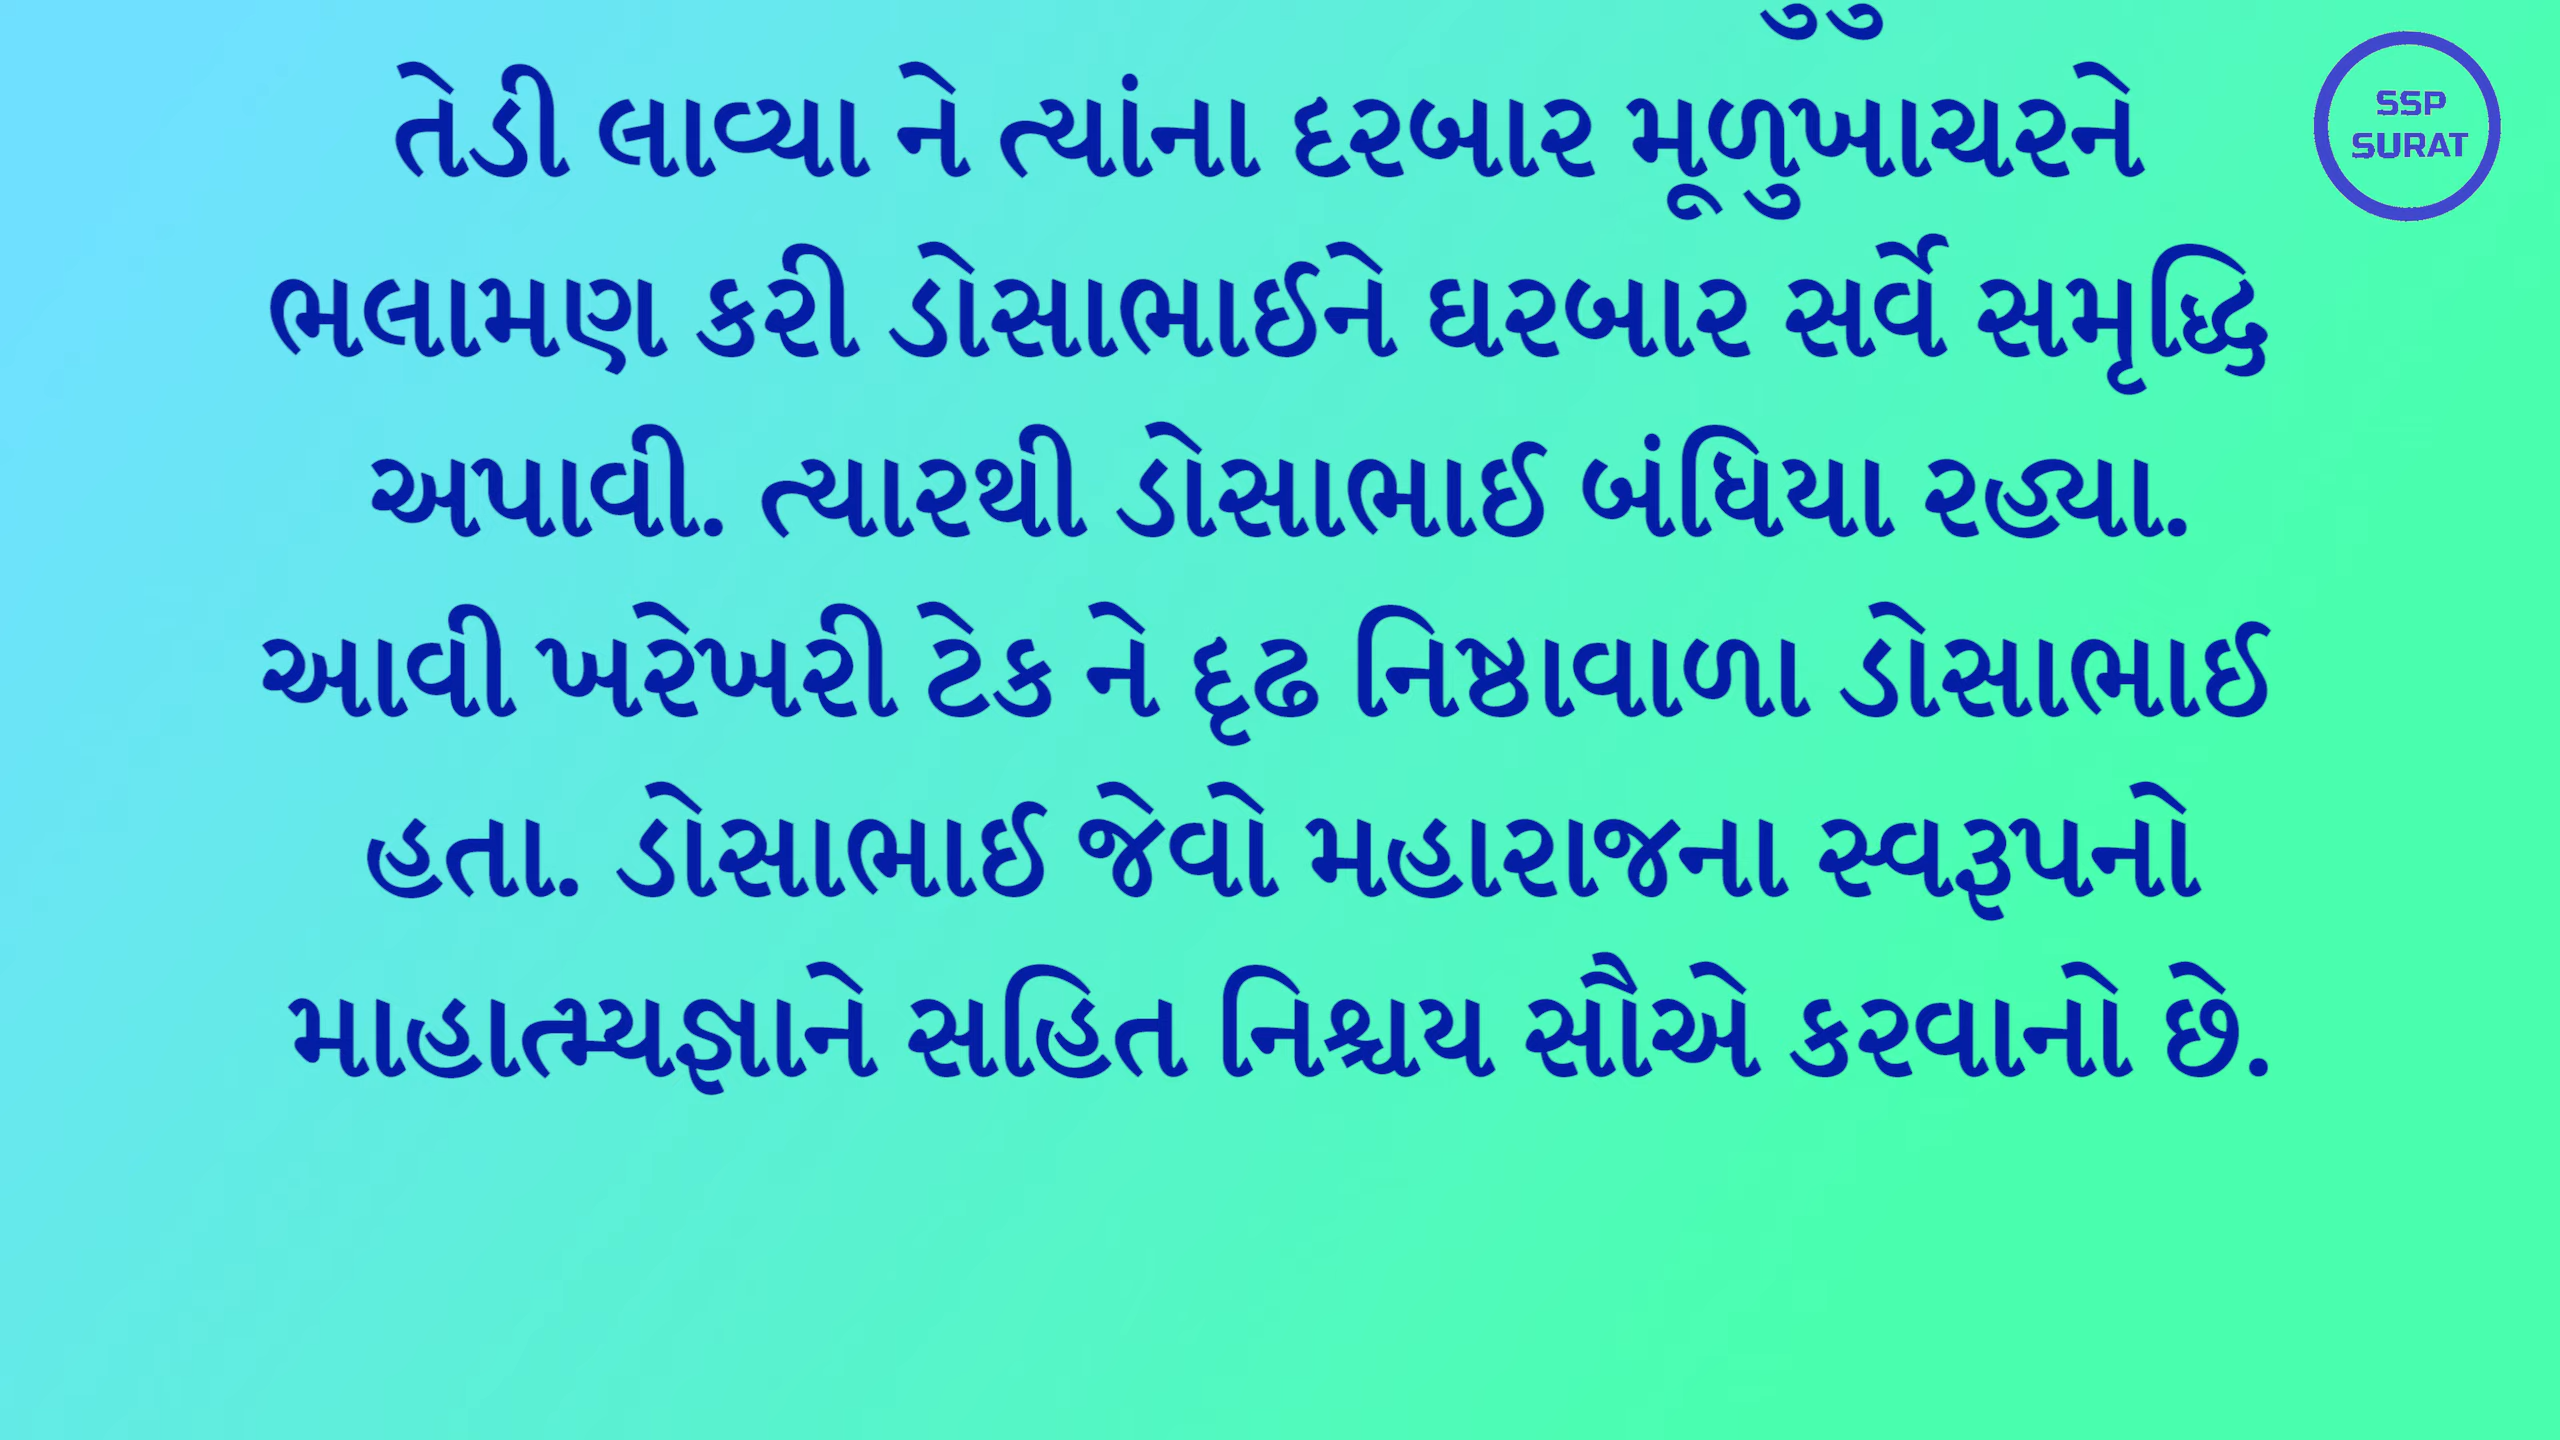 તેડી લાવ્યા ને ત્યાંના દરબાર મૂળુખાચરને
ભલામણ કરી ડોસાભાઈને ઘરબાર સર્વે સમૃદ્ધિ
અપાવી. ત્યારથી ડોસાભાઈ બંધિયા રહ્યા.
આવી ખરેખરી ટેક ને દૃઢ નિષ્ઠાવાળા ડોસાભાઈ
હતા. ડોસાભાઈ જેવો મહારાજના સ્વરૂપનો
માહાત્મ્યજ્ઞાને સહિત નિશ્ચય સૌએ કરવાનો છે.
SSP
SURAT